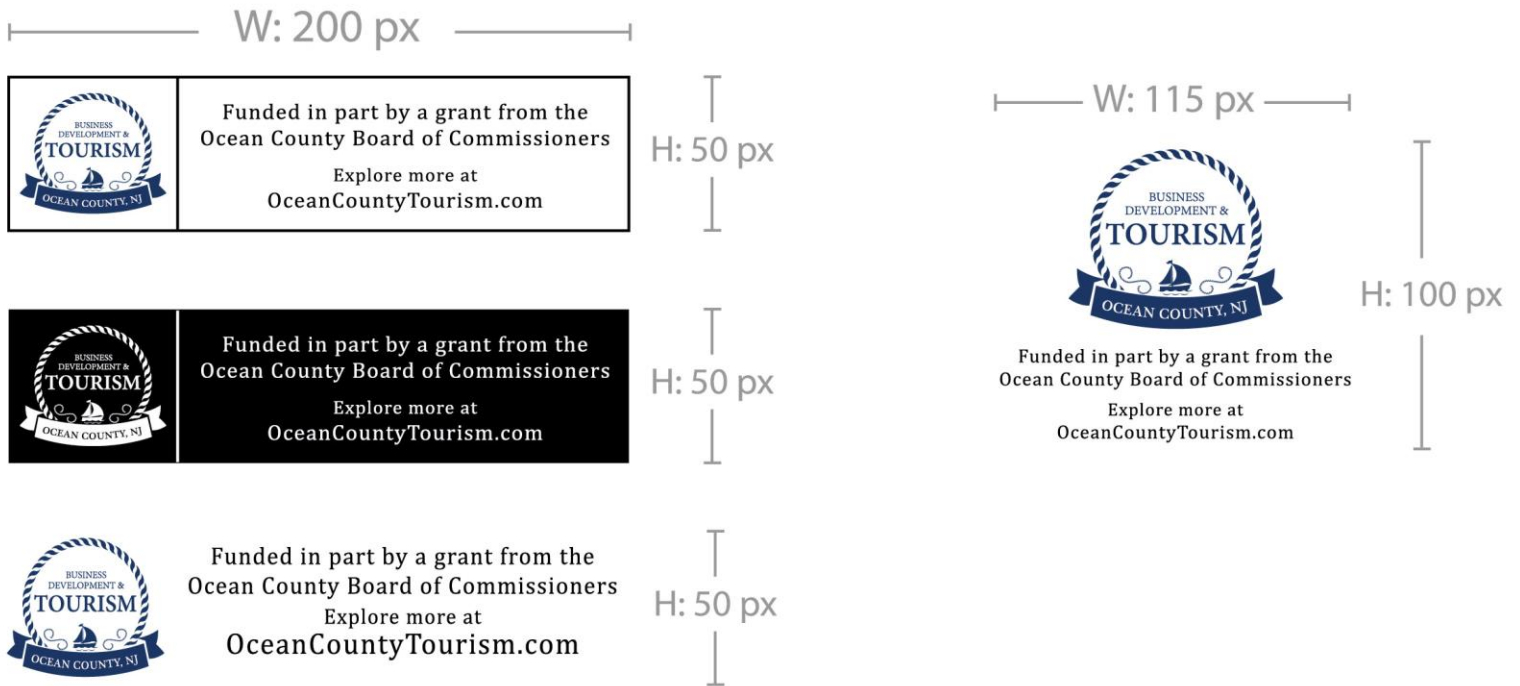 W: 200 px
BUSINESS
DEVELOPMENT &
TOURISM
OCEAN COUNTY, NJ
Funded in part by a grant from the
Ocean County Board of Commissioners
Explore more at
OceanCountyTourism.com
H: 50 px
BUSINESS
DEVELOPMENT &
TOURISM
OCEAN COUNTY, NJ
Funded in part by a grant from the
Ocean County Board of Commissioners
Explore more at
OceanCountyTourism.com
H: 50 px
BUSINESS
DEVELOPMENT &
TOURISM
OCEAN COUNTY, NJ
Funded in part by a grant from the
Ocean County Board of Commissioners
Explore more at
OceanCountyTourism.com
H: 50 px
W: 115 px
BUSINESS
DEVELOPMENT &
TOURISM
OCEAN COUNTY, NJ
Funded in part by a grant from the
Ocean County Board of Commissioners
Explore more at
OceanCountyTourism.com
H: 100 px